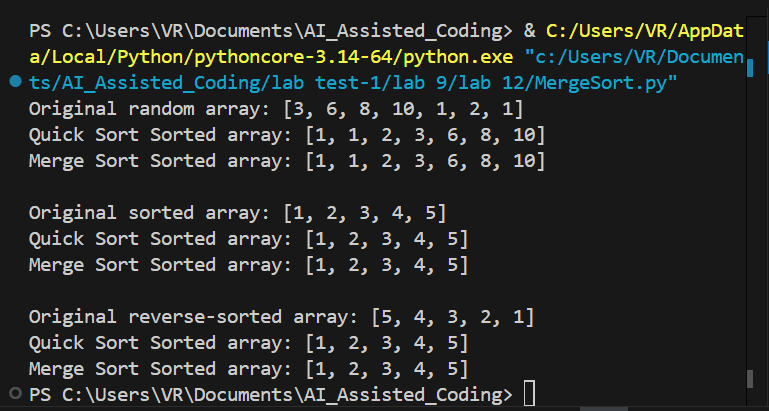 PS C:\Users\VR\Documents\AI_Assisted_Coding> & C:/Users/VR/AppDat
a/Local/Python/pythoncore-3.14-64/python.exe "c:/Users/VR/Documen
ts/AI_Assisted_Coding/lab test-1/lab 9/lab 12/MergeSort.py"
Original random array: [3, 6, 8, 10, 1, 2, 1]
Quick Sort Sorted array: [1, 1, 2, 3, 6, 8, 10]
Merge Sort Sorted array: [1, 1, 2, 3, 6, 8, 10]

Original sorted array: [1, 2, 3, 4, 5]
Quick Sort Sorted array: [1, 2, 3, 4, 5]
Merge Sort Sorted array: [1, 2, 3, 4, 5]

Original reverse-sorted array: [5, 4, 3, 2, 1]
Quick Sort Sorted array: [1, 2, 3, 4, 5]
Merge Sort Sorted array: [1, 2, 3, 4, 5]
PS C:\Users\VR\Documents\AI_Assisted_Coding>